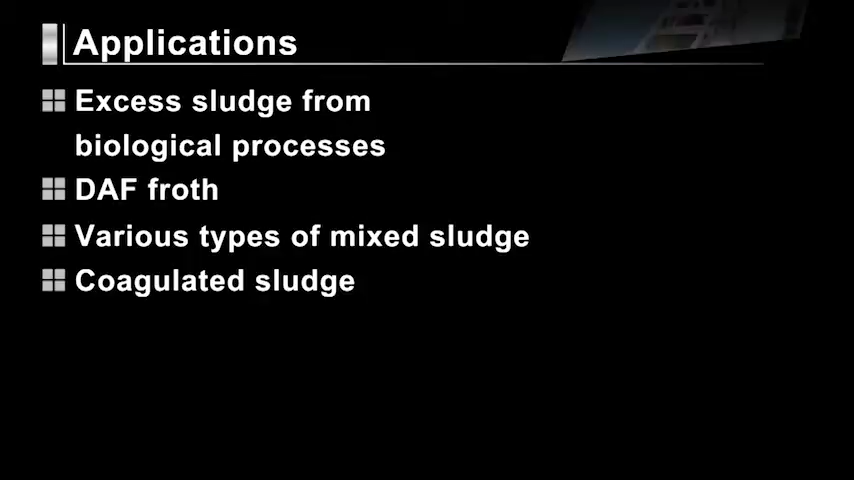 Applications
Excess sludge from
biological processes
DAF froth
Various types of mixed sludge
Coagulated sludge